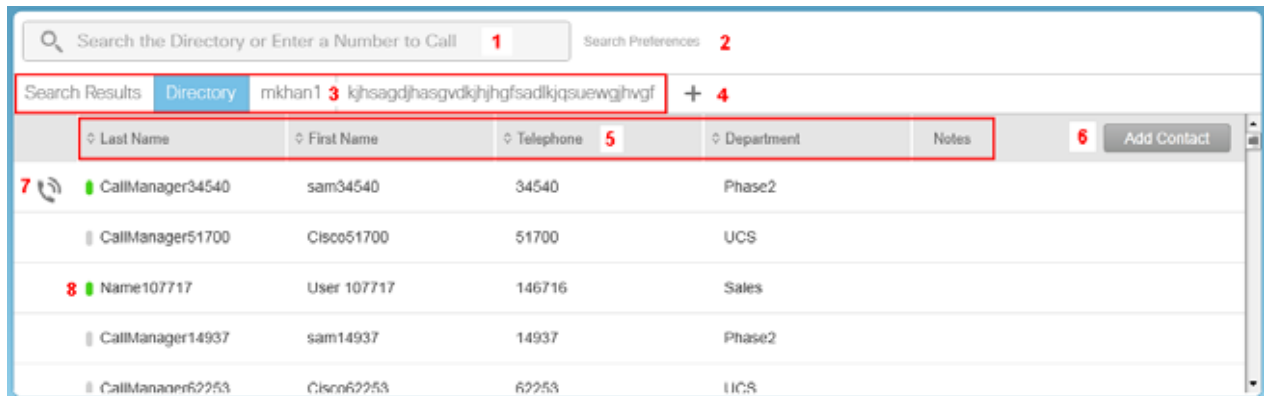 Search the Directory or Enter a Number to Call 1 Search Preferences 2
Search Results Directory mkhan1 3 kjhsagdjhasgvdkjhjhgfsadlkjqsuewgjhvgf + 4
Last Name First Name Telephone 5 Department Notes 6 Add Contact
7 CallManager34540 sam34540 34540 Phase2
CallManager51700 Cisco51700 51700 UCS
8 Name107717 User 107717 146716 Sales
CallManager14937 sam14937 14937 Phase2
CallManager62253 Cisco62253 62253 UCS